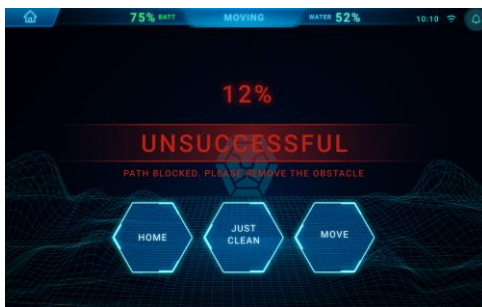 75% BATT MOVING WATER 52% 10:10
12%
UNSUCCESSFUL
PATH BLOCKED. PLEASE REMOVE THE OBSTACLE
HOME
JUST
CLEAN
MOVE